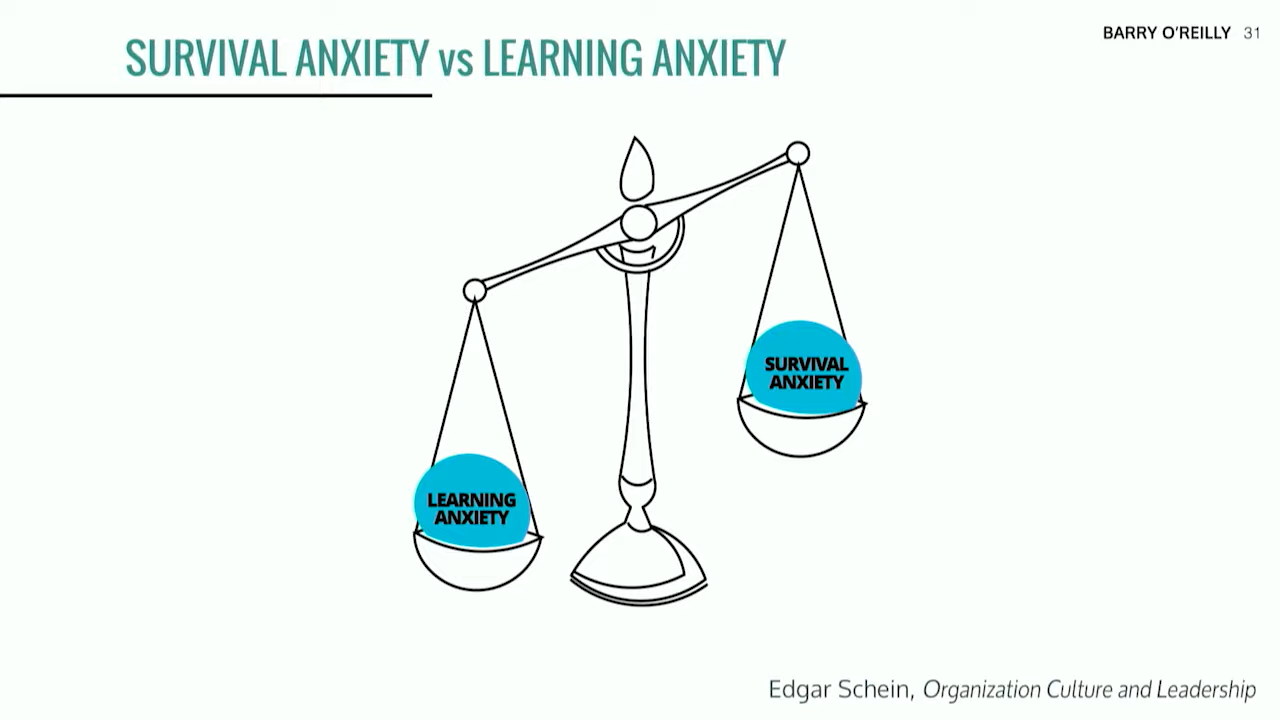 SURVIVAL ANXIETY vs LEARNING ANXIETY
BARRY O'REILLY 31
SURVIVAL
ANXIETY
LEARNING
ANXIETY
Edgar Schein, Organization Culture and Leadership